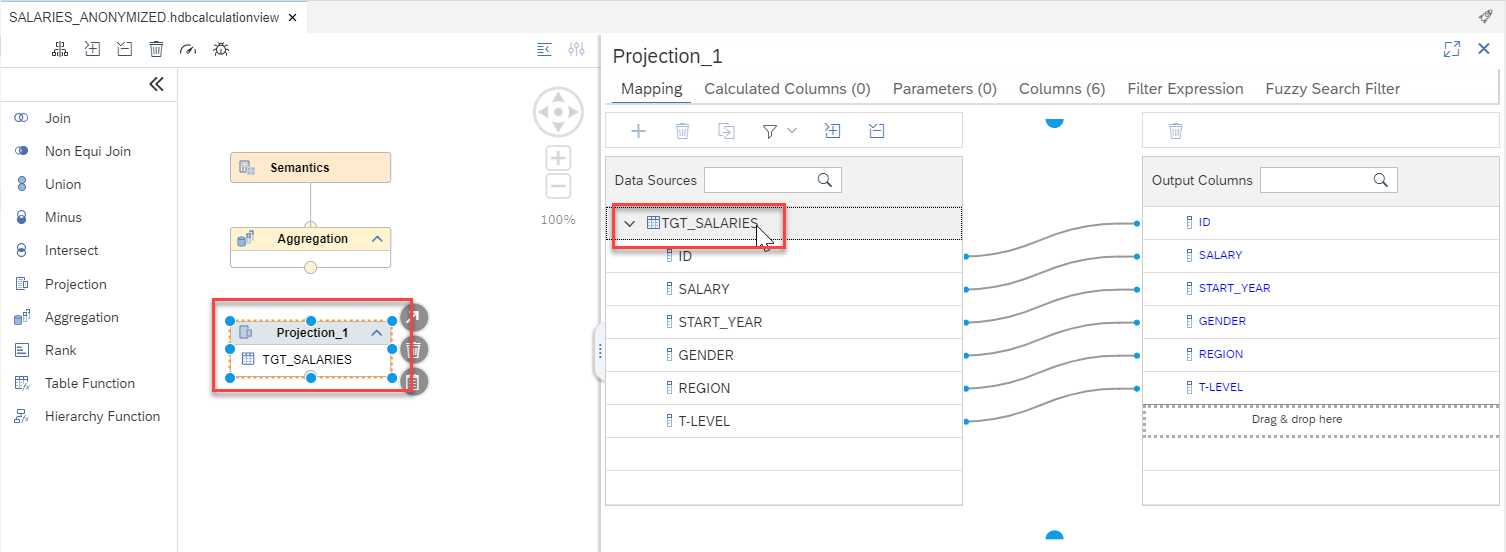 SALARIES_ANONYMIZED.hdbcalculationview
Join
Non Equi Join
Union
Minus
Intersect
Projection
Aggregation
Rank
Table Function
Hierarchy Function
100%
Semantics
Aggregation
Projection_1
TGT_SALARIES
Projection_1
Mapping Calculated Columns (0) Parameters (0) Columns (6) Filter Expression Fuzzy Search Filter
Data Sources
TGT_SALARIES
ID
SALARY
START_YEAR
GENDER
REGION
T-LEVEL
Output Columns
ID
SALARY
START_YEAR
GENDER
REGION
T-LEVEL
Drag & drop here